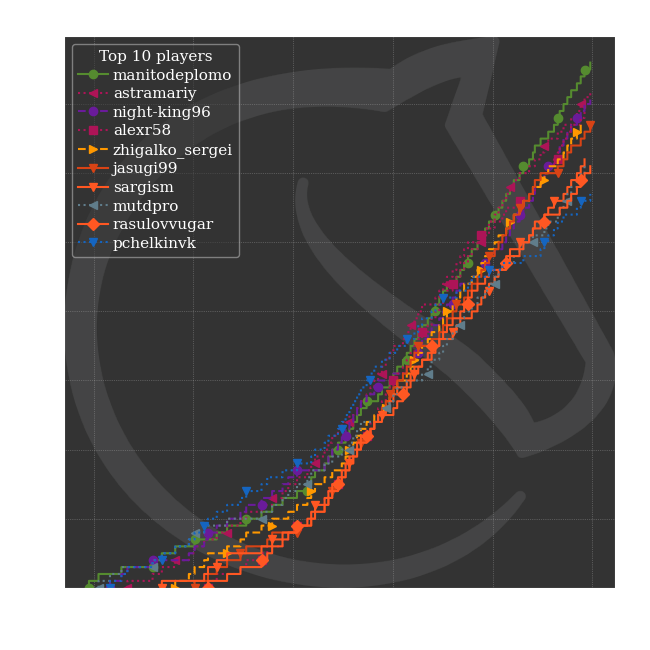 Top 10 players
manitodeplomo
astramariy
night-king96
alexr58
zhigalko_sergei
jasugi99
sargism
mutdpro
rasulovvugar
pchelkinvk